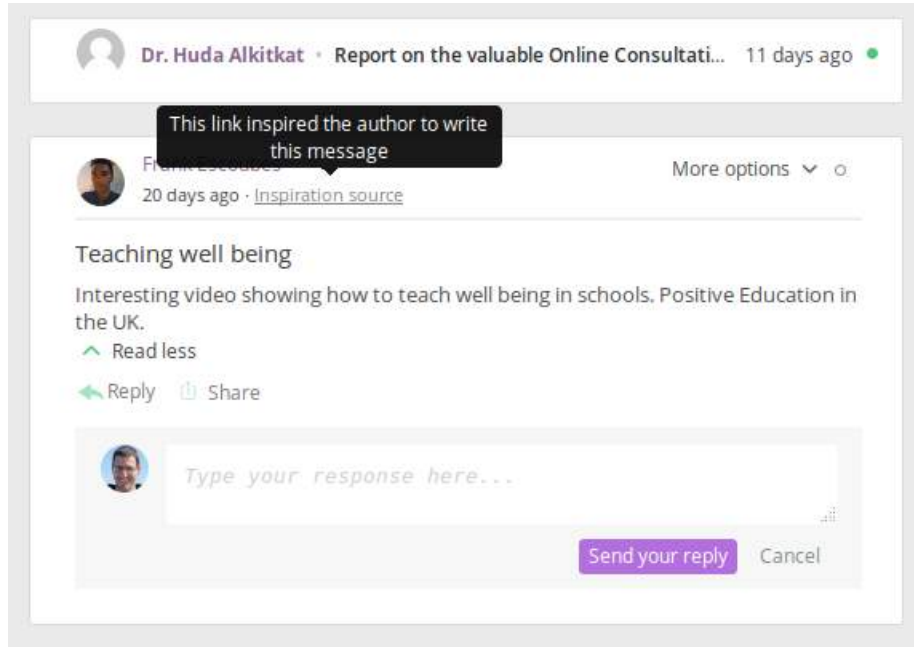 Dr. Huda Alkitkat • Report on the valuable Online Consultati... 11 days ago
This link inspired the author to write
this message
Frank Escoubes
More options
20 days ago · Inspiration source
Teaching well being
Interesting video showing how to teach well being in schools. Positive Education in
the UK.
Read less
Reply Share
Type your response here...
Send your reply Cancel